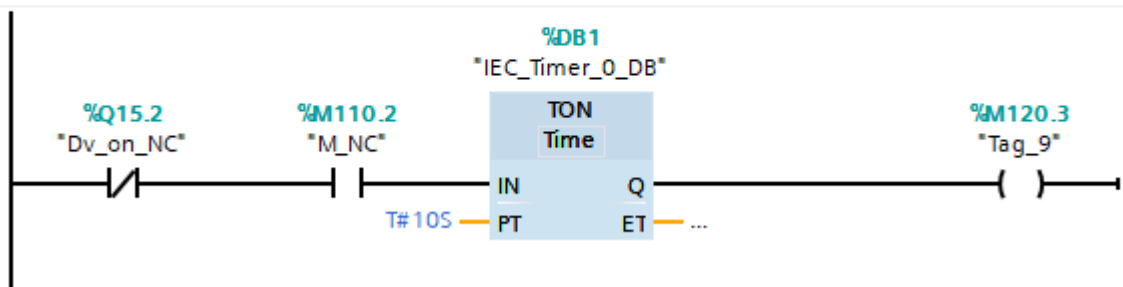 %DB1
"IEC_Timer_0_DB"
%Q15.2
"Dv_on_NC"
%M110.2
"M_NC"
TON
Time
%M120.3
"Tag_9"
IN
Q
T#10S
PT
ET
...